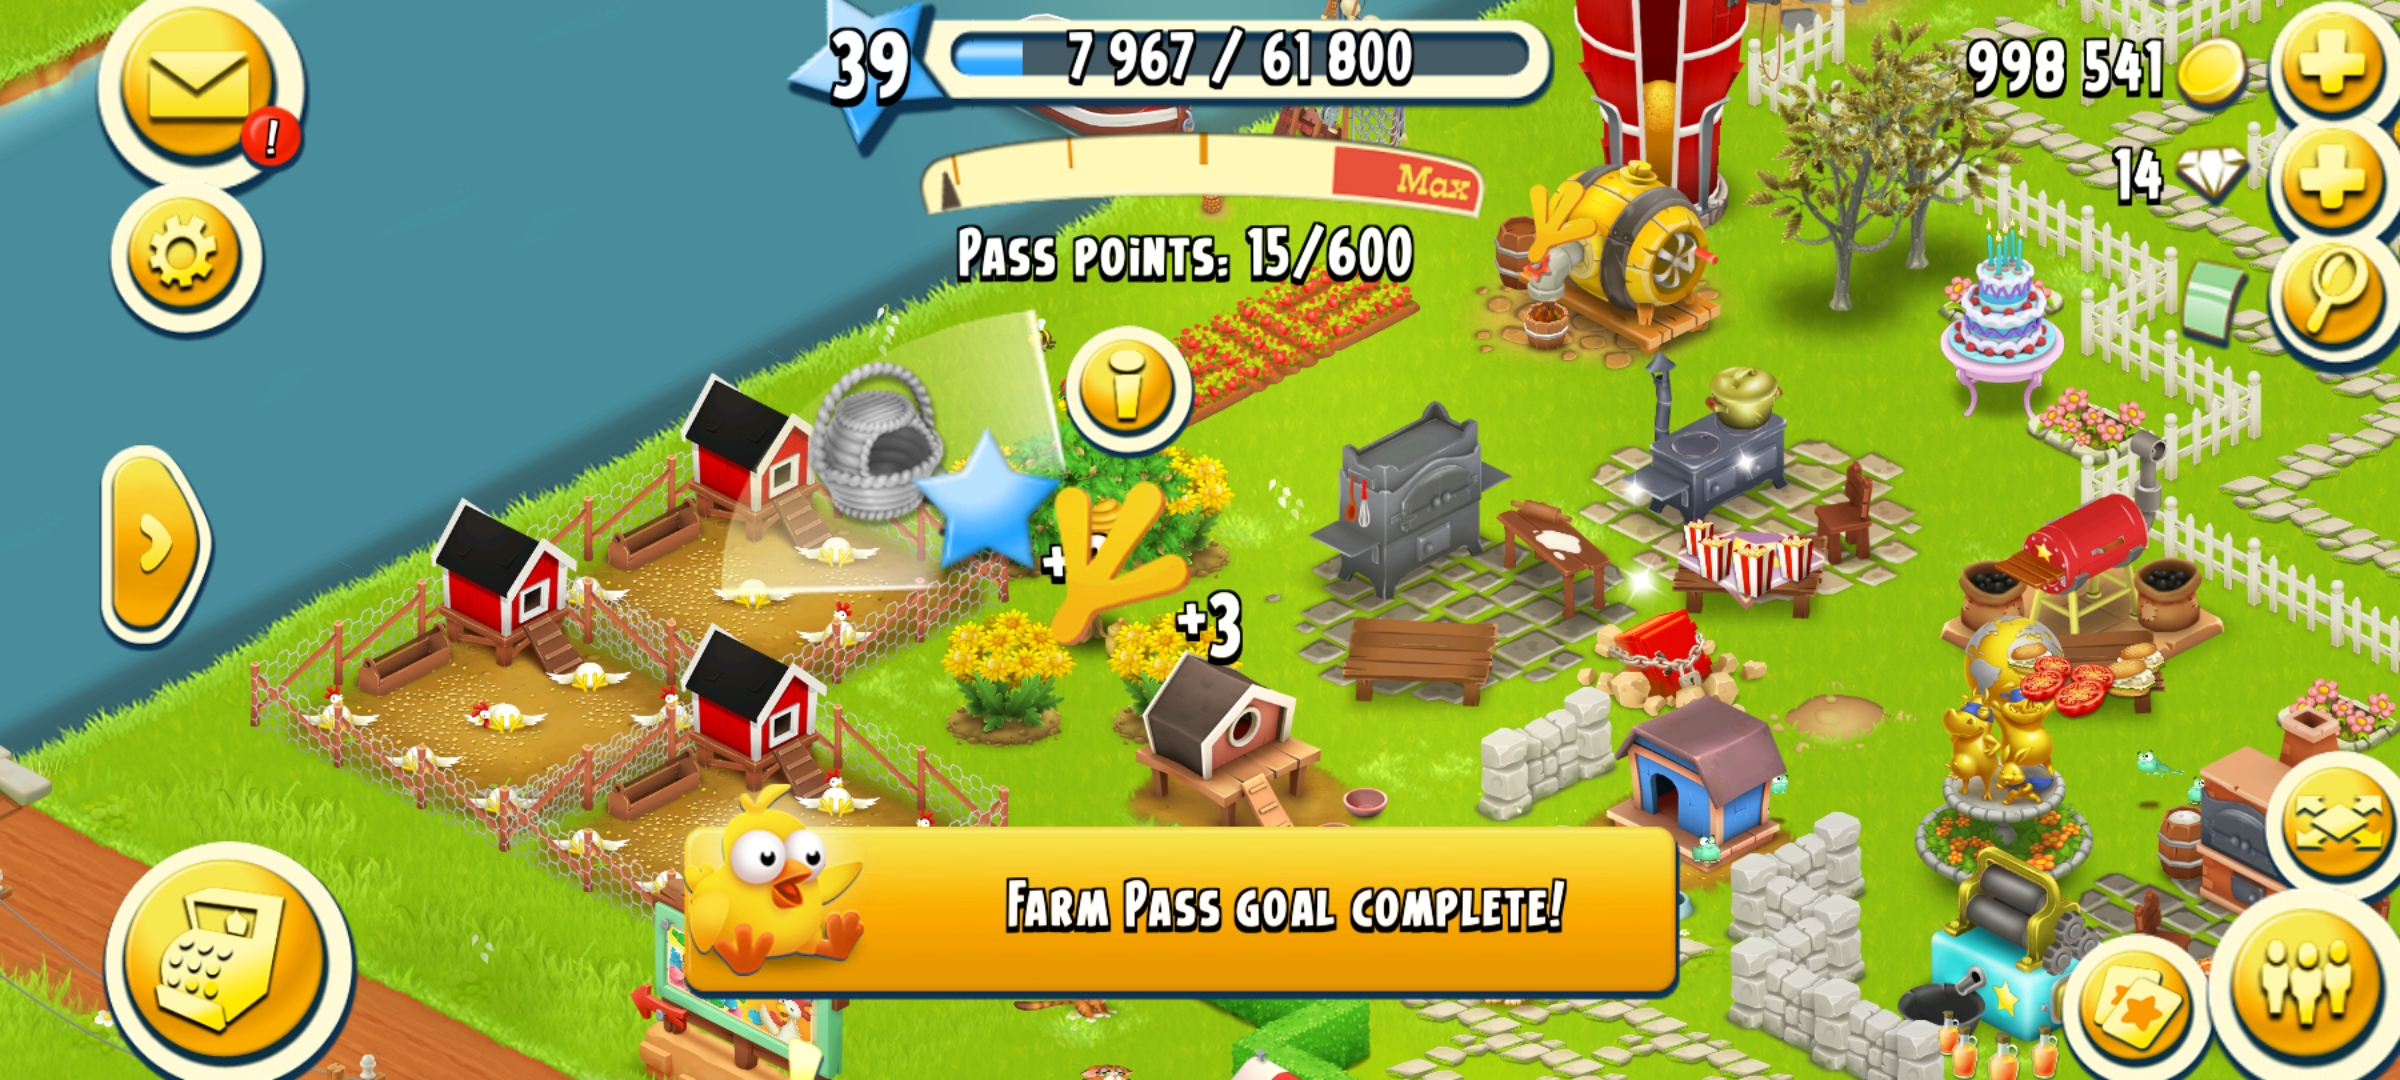 39
7 967 / 61 800
998 541
Max
14
Pass points: 15/600
!
+3
Farm Pass goal complete!